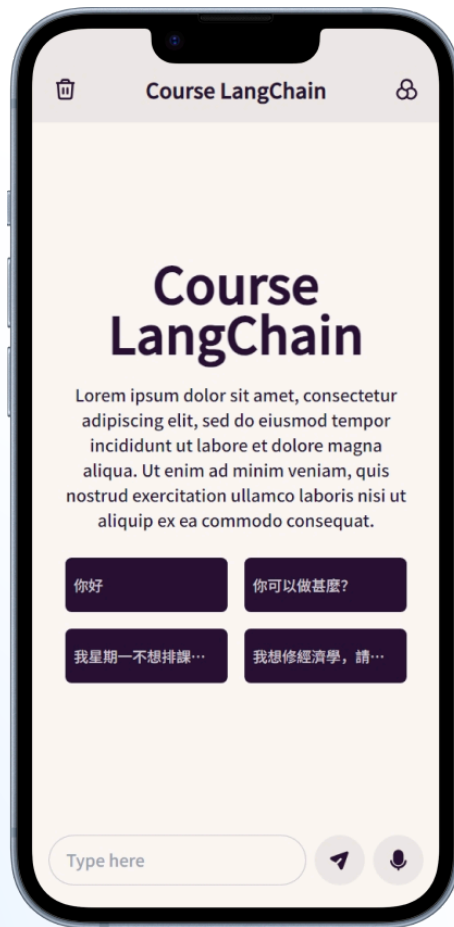 Course LangChain
Course
LangChain
Lorem ipsum dolor sit amet, consectetur
adipiscing elit, sed do eiusmod tempor
incididunt ut labore et dolore magna
aliqua. Ut enim ad minim veniam, quis
nostrud exercitation ullamco laboris nisi ut
aliquip ex ea commodo consequat.
你好
你可以做甚麼?
我星期一不想排課…
我想修經濟學，請…
Type here